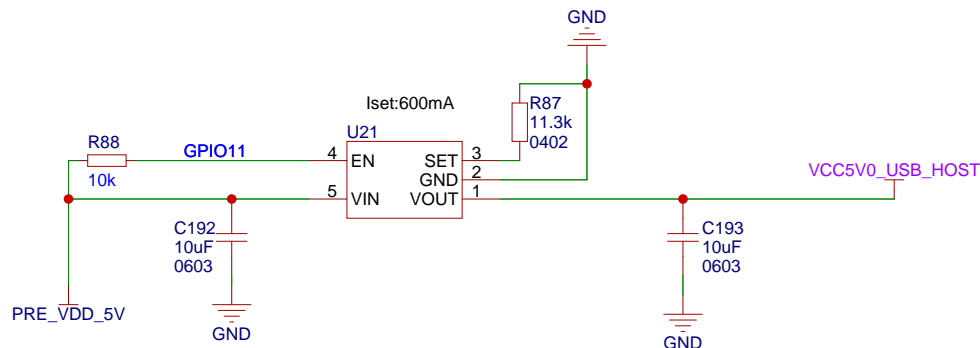 GND
Iset:600mA
R87
11.3k
0402
U21
R88
10k
GPIO11
4
EN
SET
3
GND
2
5
VIN
VOUT
1
VCC5V0_USB_HOST
C192
10uF
0603
C193
10uF
0603
PRE_VDD_5V
GND
GND